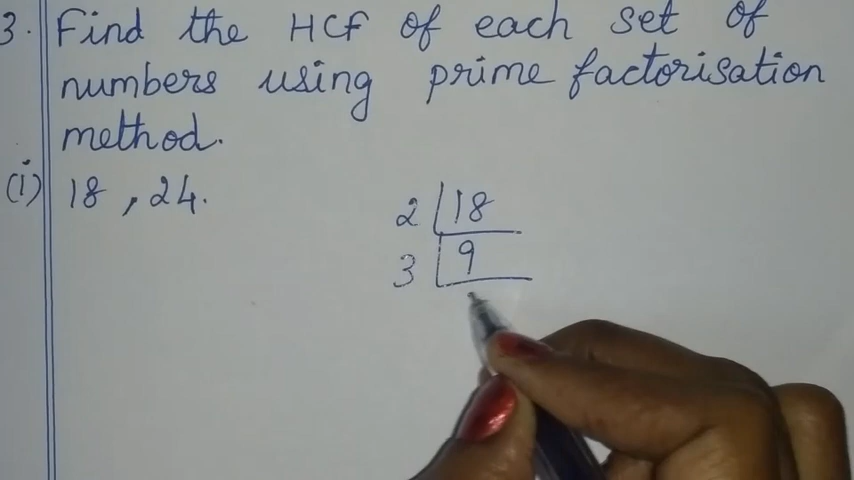 3. Find the HCF of each set of
numbers using prime factorisation
method.
(i) 18 , 24.
2 18
3 9